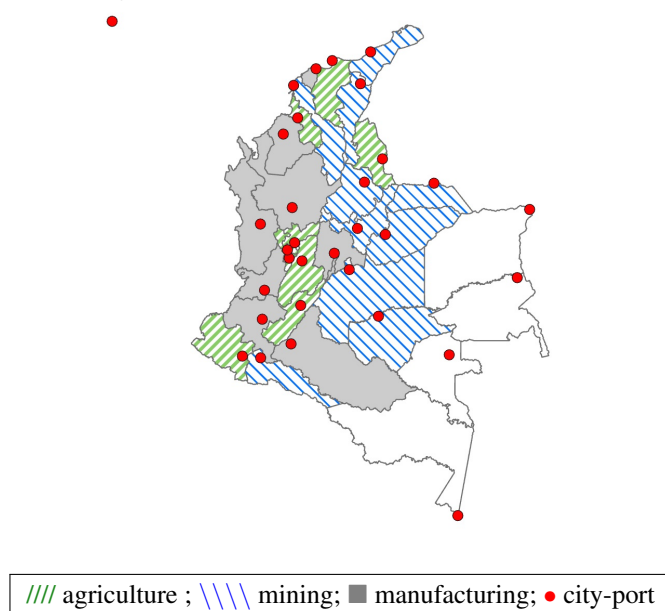 //// agriculture ; \\\\ mining; ■ manufacturing; ● city-port